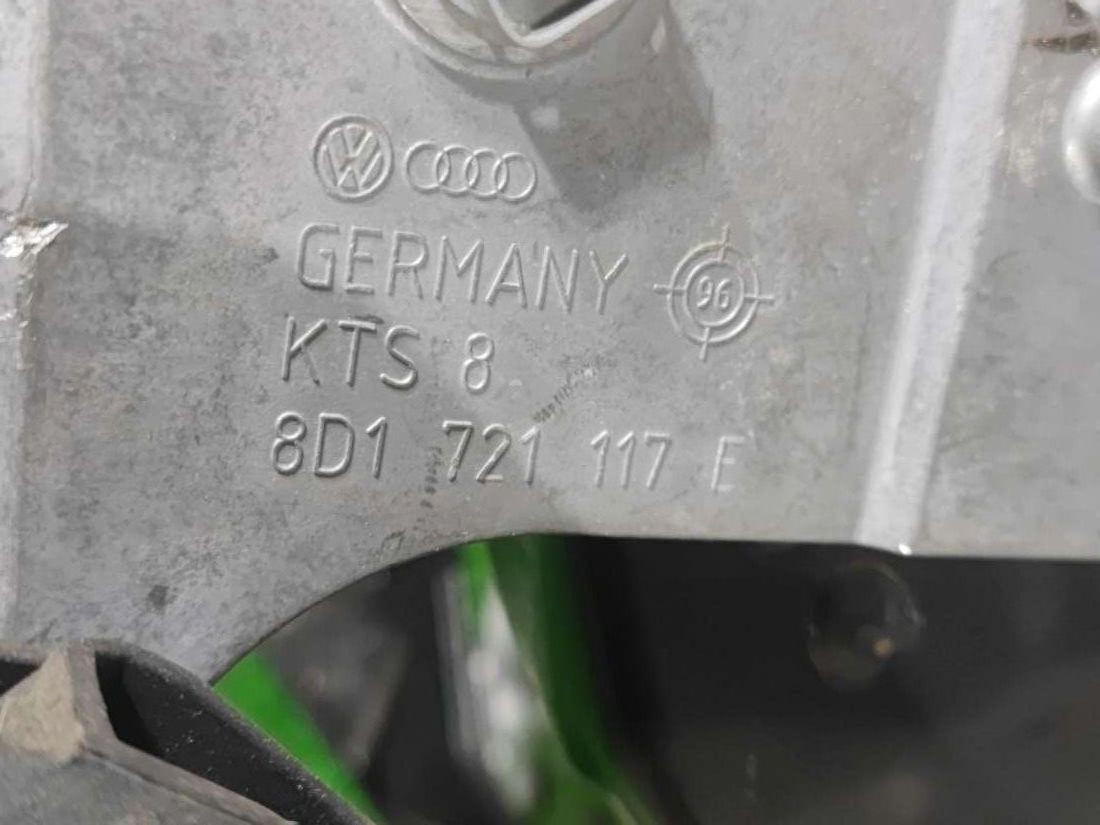 GERMANY 96
KTS 8
8D1 721 117 E